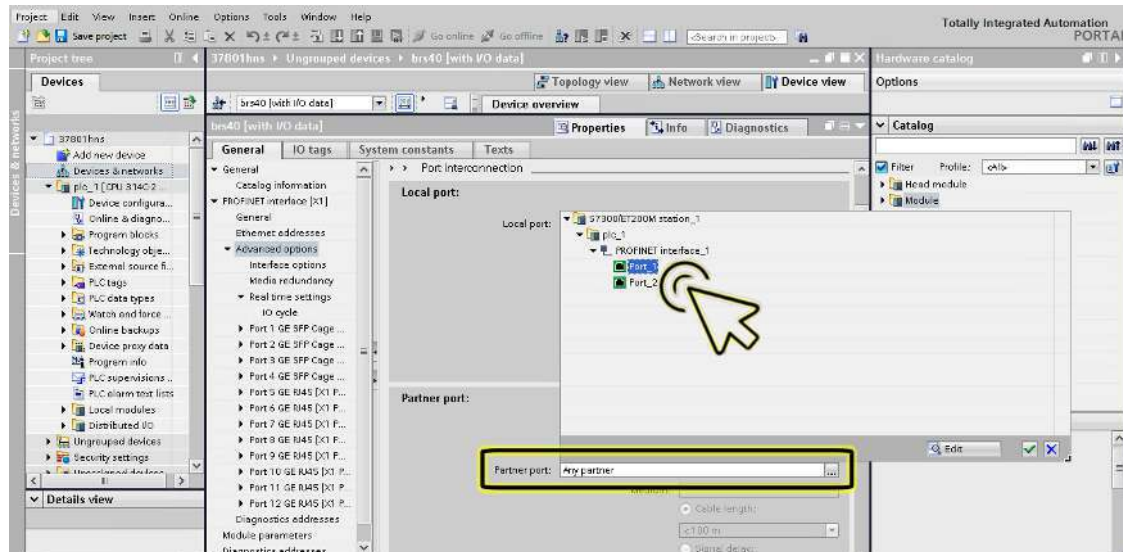 Project Edit View Insert Online Options Tools Window Help
Totally Integrated Automation
PORTAL
Save project
Go online
Go offline
<Search in project>
Project tree
37801hns > Ungrouped devices > brs40 [with I/O data]
Hardware catalog
Devices
Topology view
Network view
Device view
Options
brs40 [with I/O data]
Device overview
Devices & networks
brs40 [with I/O data]
Properties
Info
Diagnostics
Catalog
General
IO tags
System constants
Texts
Filter
Profile:
<All>
Head module
Module
37801hns
Add new device
Devices & networks
plc_1 [CPU 314C-2 ...
Device configura...
Online & diagno...
Program blocks
Technology obje...
External source fi...
PLC tags
PLC data types
Watch and force ...
Online backups
Device proxy data
Program info
PLC supervisions ..
PLC alarm text lists
Local modules
Distributed I/O
Ungrouped devices
Security settings
Unassigned devices
Details view
General
Catalog information
PROFINET interface [X1]
General
Ethernet addresses
Advanced options
Interface options
Media redundancy
Real time settings
IO cycle
Port 1 GE SFP Cage ...
Port 2 GE SFP Cage ...
Port 3 GE SFP Cage ...
Port 4 GE SFP Cage ...
Port 5 GE RJ45 [X1 P...
Port 6 GE RJ45 [X1 P...
Port 7 GE RJ45 [X1 P...
Port 8 GE RJ45 [X1 P...
Port 9 GE RJ45 [X1 P...
Port 10 GE RJ45 [X1 P...
Port 11 GE RJ45 [X1 P...
Port 12 GE RJ45 [X1 P...
Diagnostics addresses
Module parameters
Diagnostics addresses
> > Port interconnection
Local port:
Local port:
S7300/ET200M station_1
plc_1
PROFINET interface_1
Port_1
Port_2
Edit
Partner port:
Partner port:
Any partner
...
Medium:
Cable length:
<100 m
Signal delay: